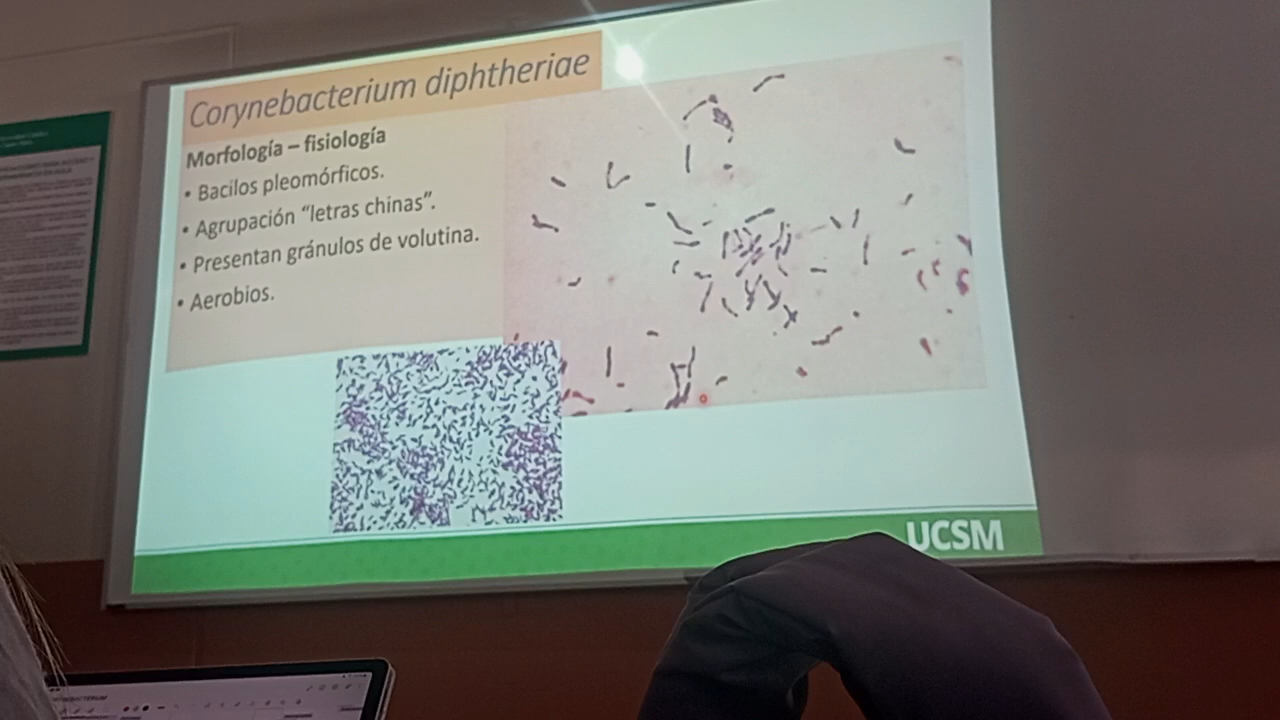 Corynebacterium diphtheriae
Morfología – fisiología
• Bacilos pleomórficos.
• Agrupación “letras chinas”.
• Presentan gránulos de volutina.
• Aerobios.
UCSM